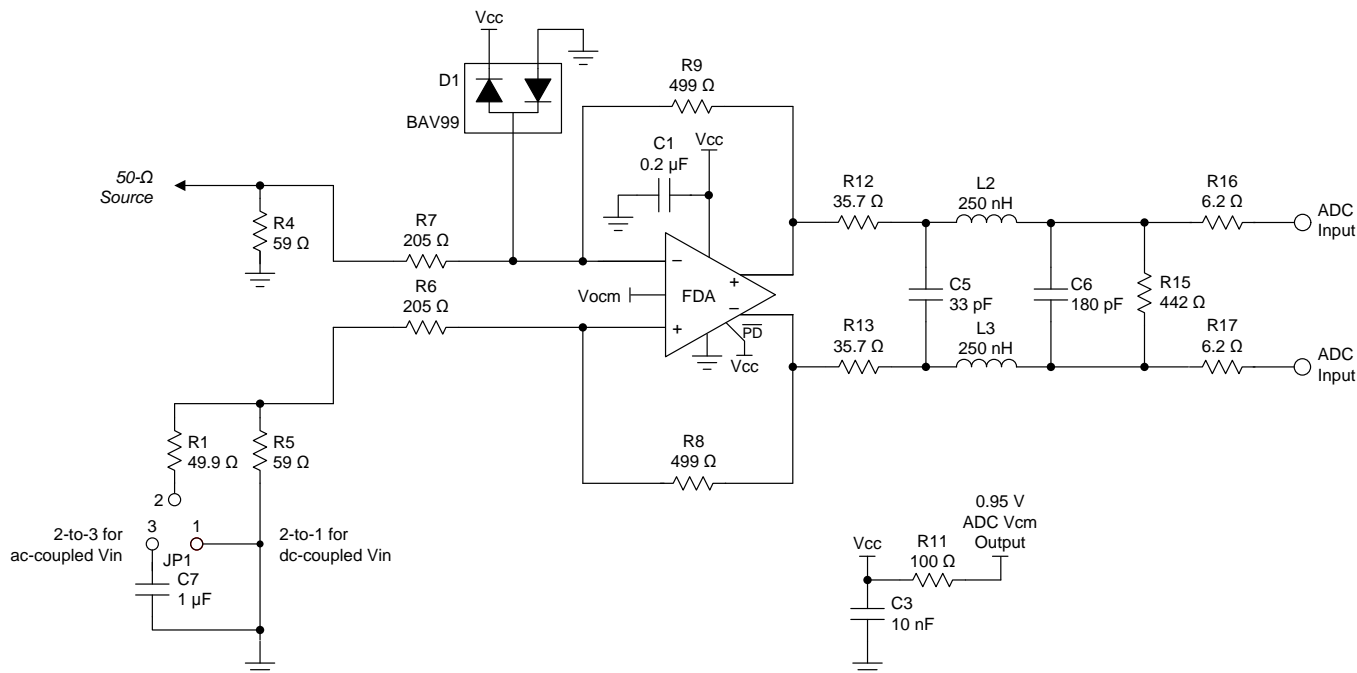 Vcc
D1
BAV99
R9
499 Ω
C1
0.2 µF
Vcc
50-Ω
Source
R4
59 Ω
R7
205 Ω
R12
35.7 Ω
L2
250 nH
R16
6.2 Ω
ADC
Input
R6
205 Ω
Vocm
−
FDA
+
+
−
PD
Vcc
C5
33 pF
C6
180 pF
R15
442 Ω
R13
35.7 Ω
L3
250 nH
R17
6.2 Ω
ADC
Input
R1
49.9 Ω
R5
59 Ω
R8
499 Ω
2
3
1
2-to-3 for
ac-coupled Vin
JP1
2-to-1 for
dc-coupled Vin
C7
1 µF
Vcc
R11
100 Ω
0.95 V
ADC Vcm
Output
C3
10 nF